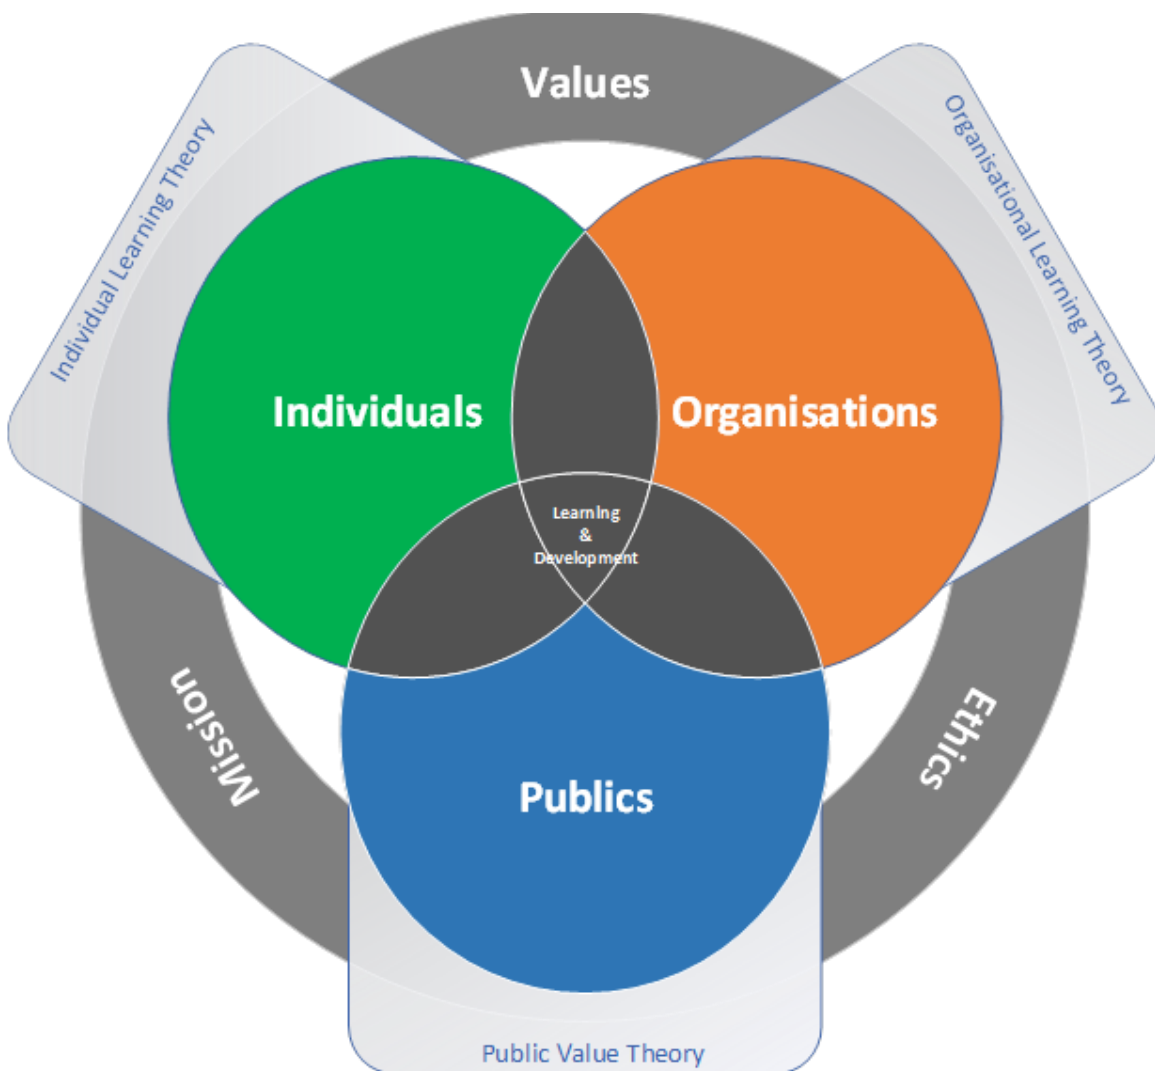 Values
Individual Learning Theory
Organisational Learning Theory
Individuals
Organisations
Learning
&
Development
Mission
Ethics
Publics
Public Value Theory